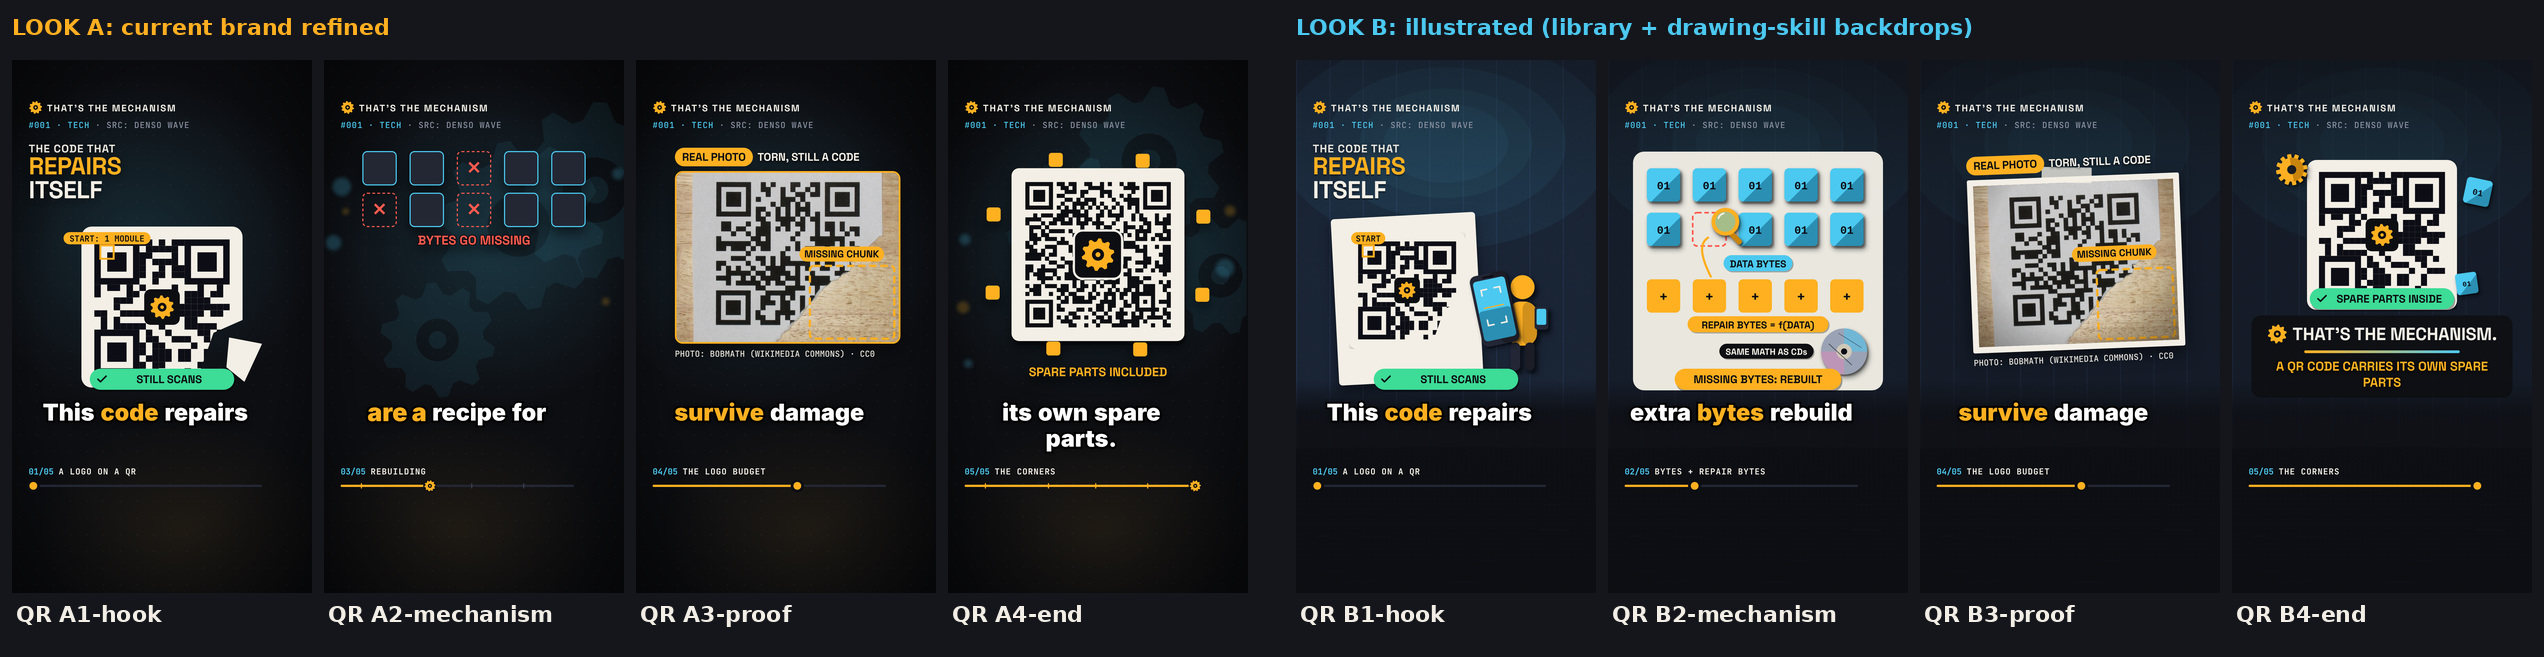 LOOK A: current brand refined
THAT'S THE MECHANISM
#001 · TECH · SRC: DENSO WAVE
THE CODE THAT
REPAIRS
ITSELF
START: 1 MODULE
STILL SCANS
This code repairs
01/05 A LOGO ON A QR
QR A1-hook
THAT'S THE MECHANISM
#001 · TECH · SRC: DENSO WAVE
BYTES GO MISSING
are a recipe for
03/05 REBUILDING
QR A2-mechanism
THAT'S THE MECHANISM
#001 · TECH · SRC: DENSO WAVE
REAL PHOTO TORN, STILL A CODE
MISSING CHUNK
PHOTO: BOBMATH (WIKIMEDIA COMMONS) · CC0
survive damage
04/05 THE LOGO BUDGET
QR A3-proof
THAT'S THE MECHANISM
#001 · TECH · SRC: DENSO WAVE
SPARE PARTS INCLUDED
its own spare
parts.
05/05 THE CORNERS
QR A4-end
LOOK B: illustrated (library + drawing-skill backdrops)
THAT'S THE MECHANISM
#001 · TECH · SRC: DENSO WAVE
THE CODE THAT
REPAIRS
ITSELF
START
STILL SCANS
This code repairs
01/05 A LOGO ON A QR
QR B1-hook
THAT'S THE MECHANISM
#001 · TECH · SRC: DENSO WAVE
01 01 01 01 01
01 01 01 01
DATA BYTES
+ + + + +
REPAIR BYTES = f(DATA)
SAME MATH AS CDs
MISSING BYTES: REBUILT
extra bytes rebuild
02/05 BYTES + REPAIR BYTES
QR B2-mechanism
THAT'S THE MECHANISM
#001 · TECH · SRC: DENSO WAVE
REAL PHOTO TORN, STILL A CODE
MISSING CHUNK
PHOTO: BOBMATH (WIKIMEDIA COMMONS) · CC0
survive damage
04/05 THE LOGO BUDGET
QR B3-proof
THAT'S THE MECHANISM
#001 · TECH · SRC: DENSO WAVE
01
01
SPARE PARTS INSIDE
THAT'S THE MECHANISM.
A QR CODE CARRIES ITS OWN SPARE
PARTS
05/05 THE CORNERS
QR B4-end